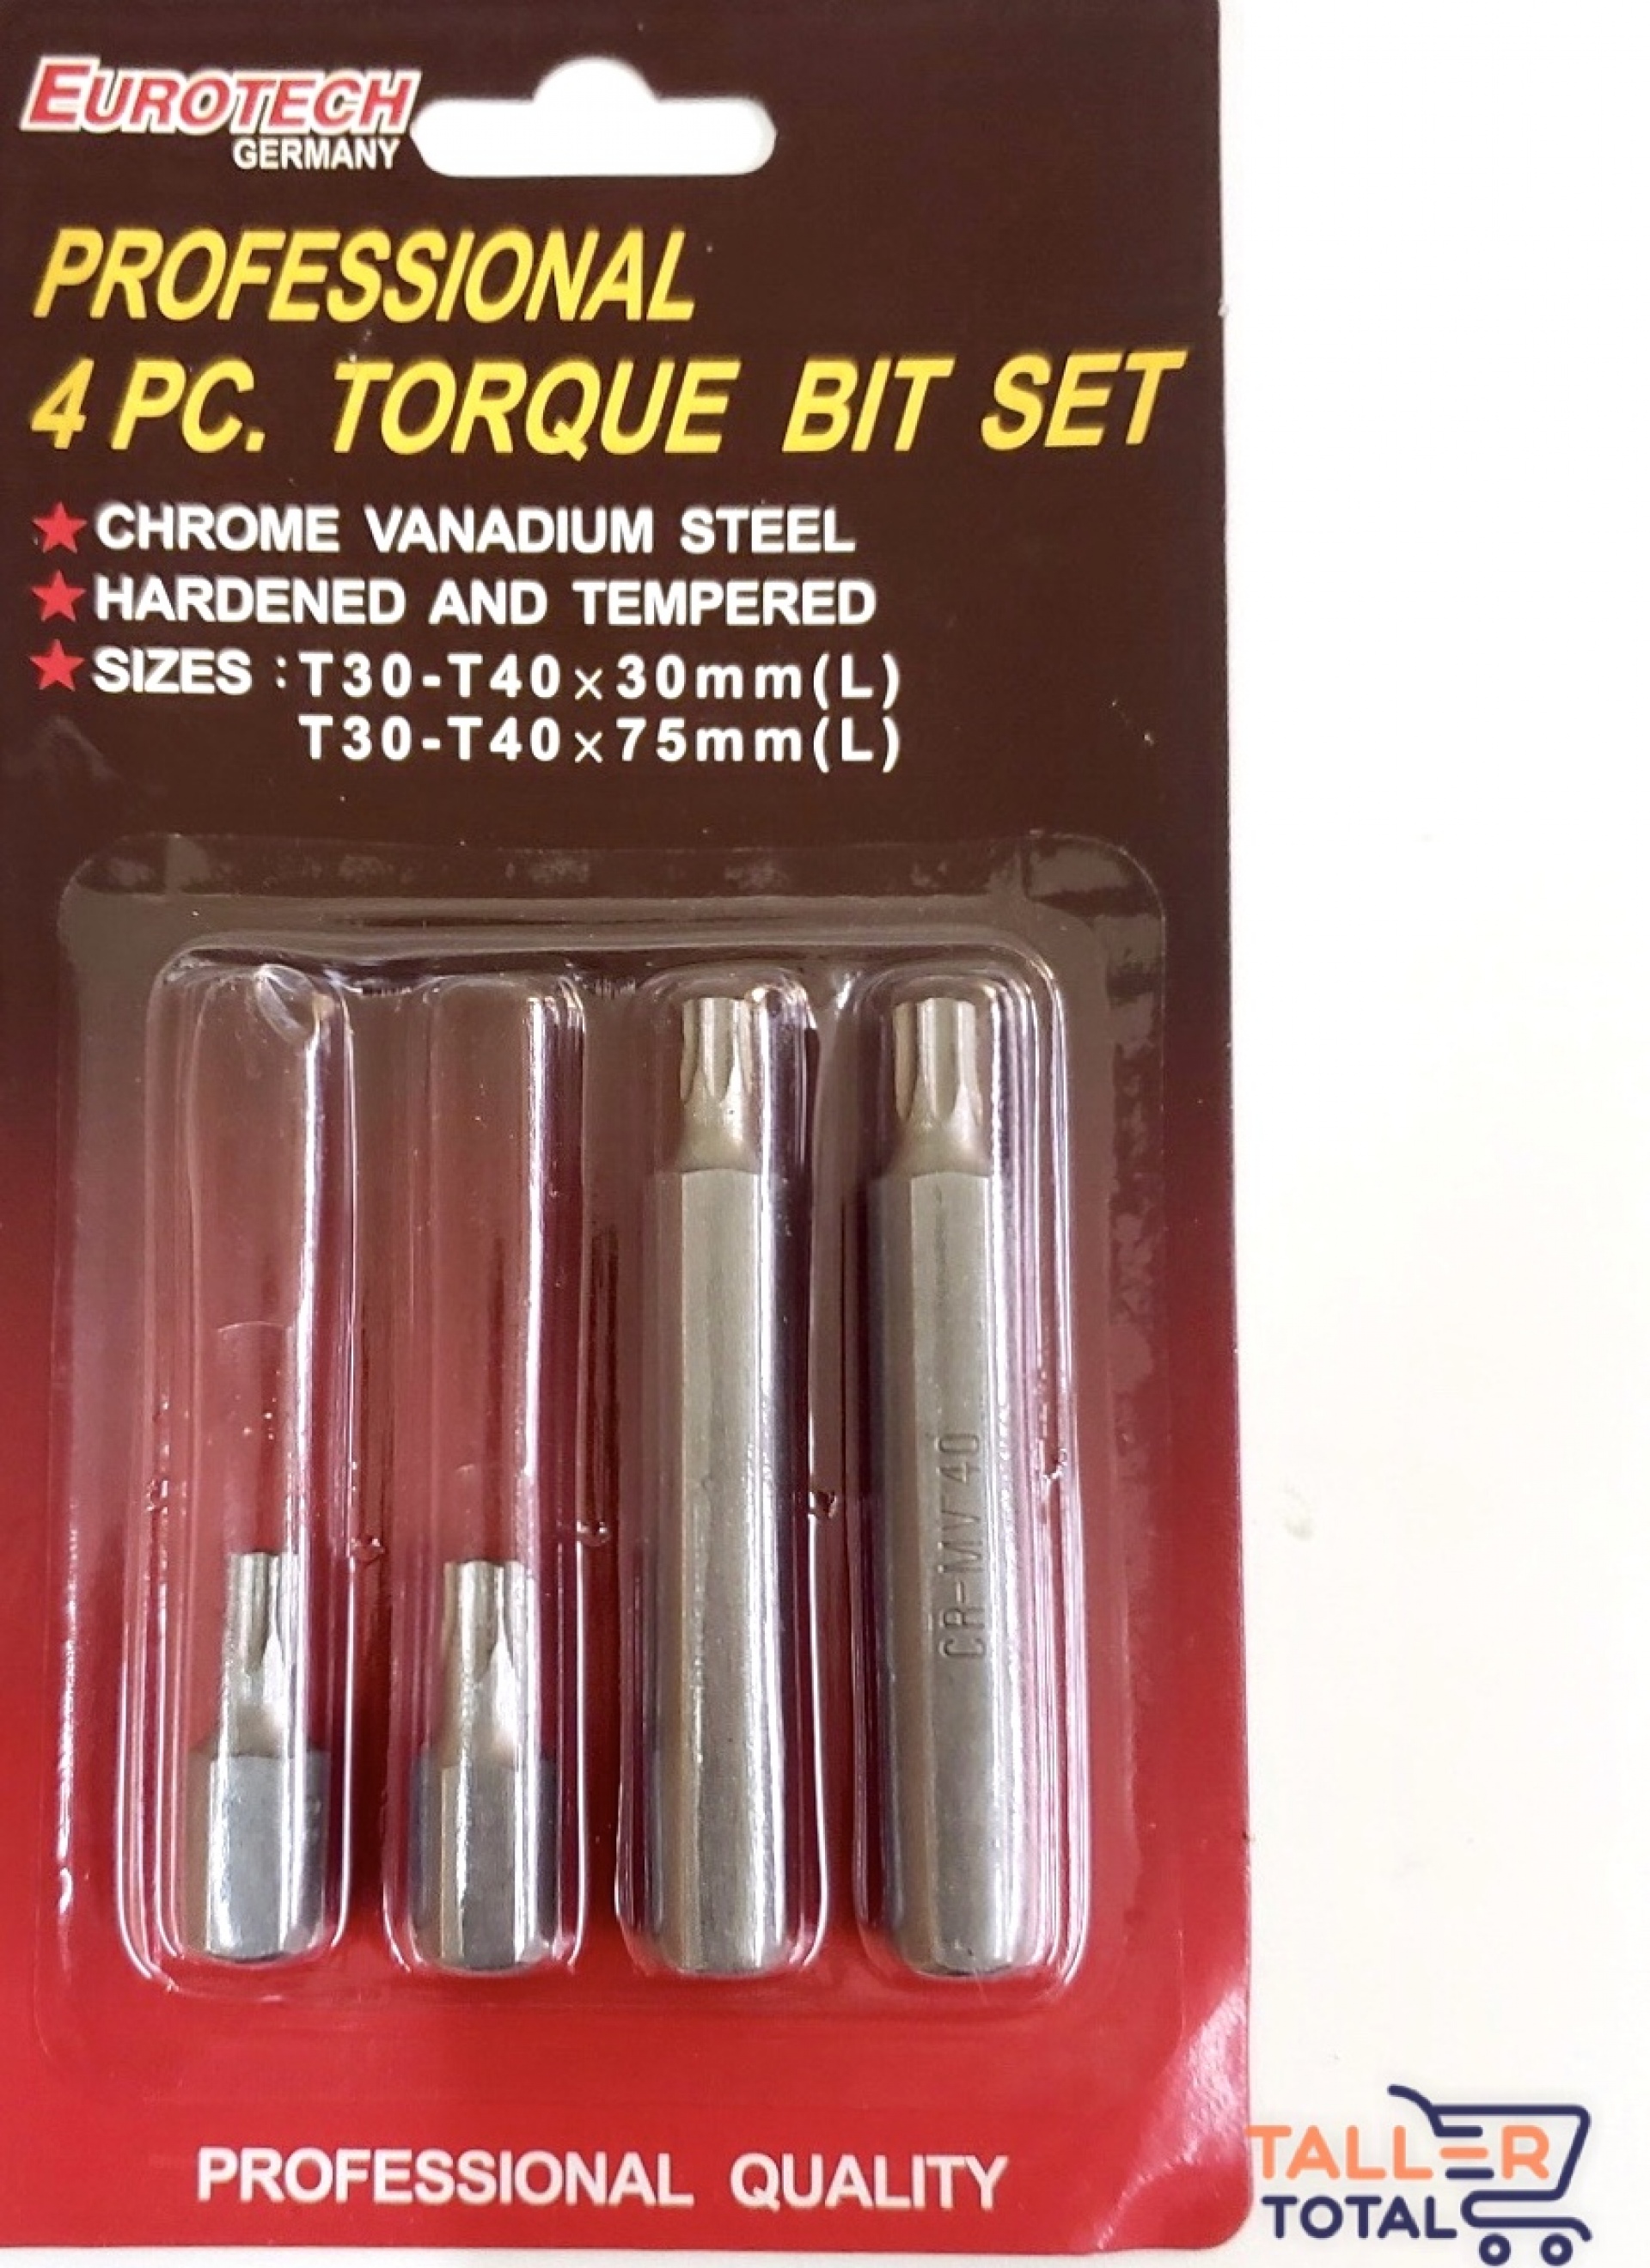 EUROTECH
GERMANY
PROFESSIONAL
4 PC. TORQUE BIT SET
CHROME VANADIUM STEEL
HARDENED AND TEMPERED
SIZES : T30-T40×30mm(L)
T30-T40×75mm(L)
CR-MV 40
PROFESSIONAL QUALITY
TALLER
TOTAL